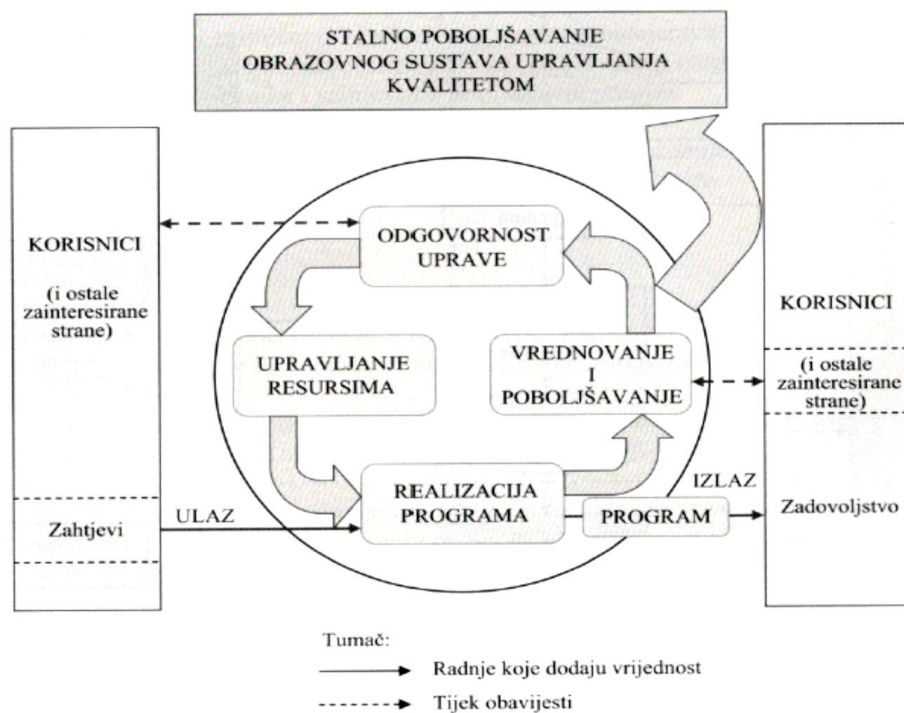 STALNO POBOLJŠAVANJE
OBRAZOVNOG SUSTAVA UPRAVLJANJA
KVALITETOM
KORISNICI
(i ostale
zainteresirane
strane)
Zahtjevi
ULAZ
ODGOVORNOST
UPRAVE
UPRAVLJANJE
RESURSIMA
VREDNOVANJE
I
POBOLJŠAVANJE
REALIZACIJA
PROGRAMA
PROGRAM
IZLAZ
KORISNICI
(i ostale
zainteresirane
strane)
Zadovoljstvo
Tumač:
Radnje koje dodaju vrijednost
Tijek obavijesti